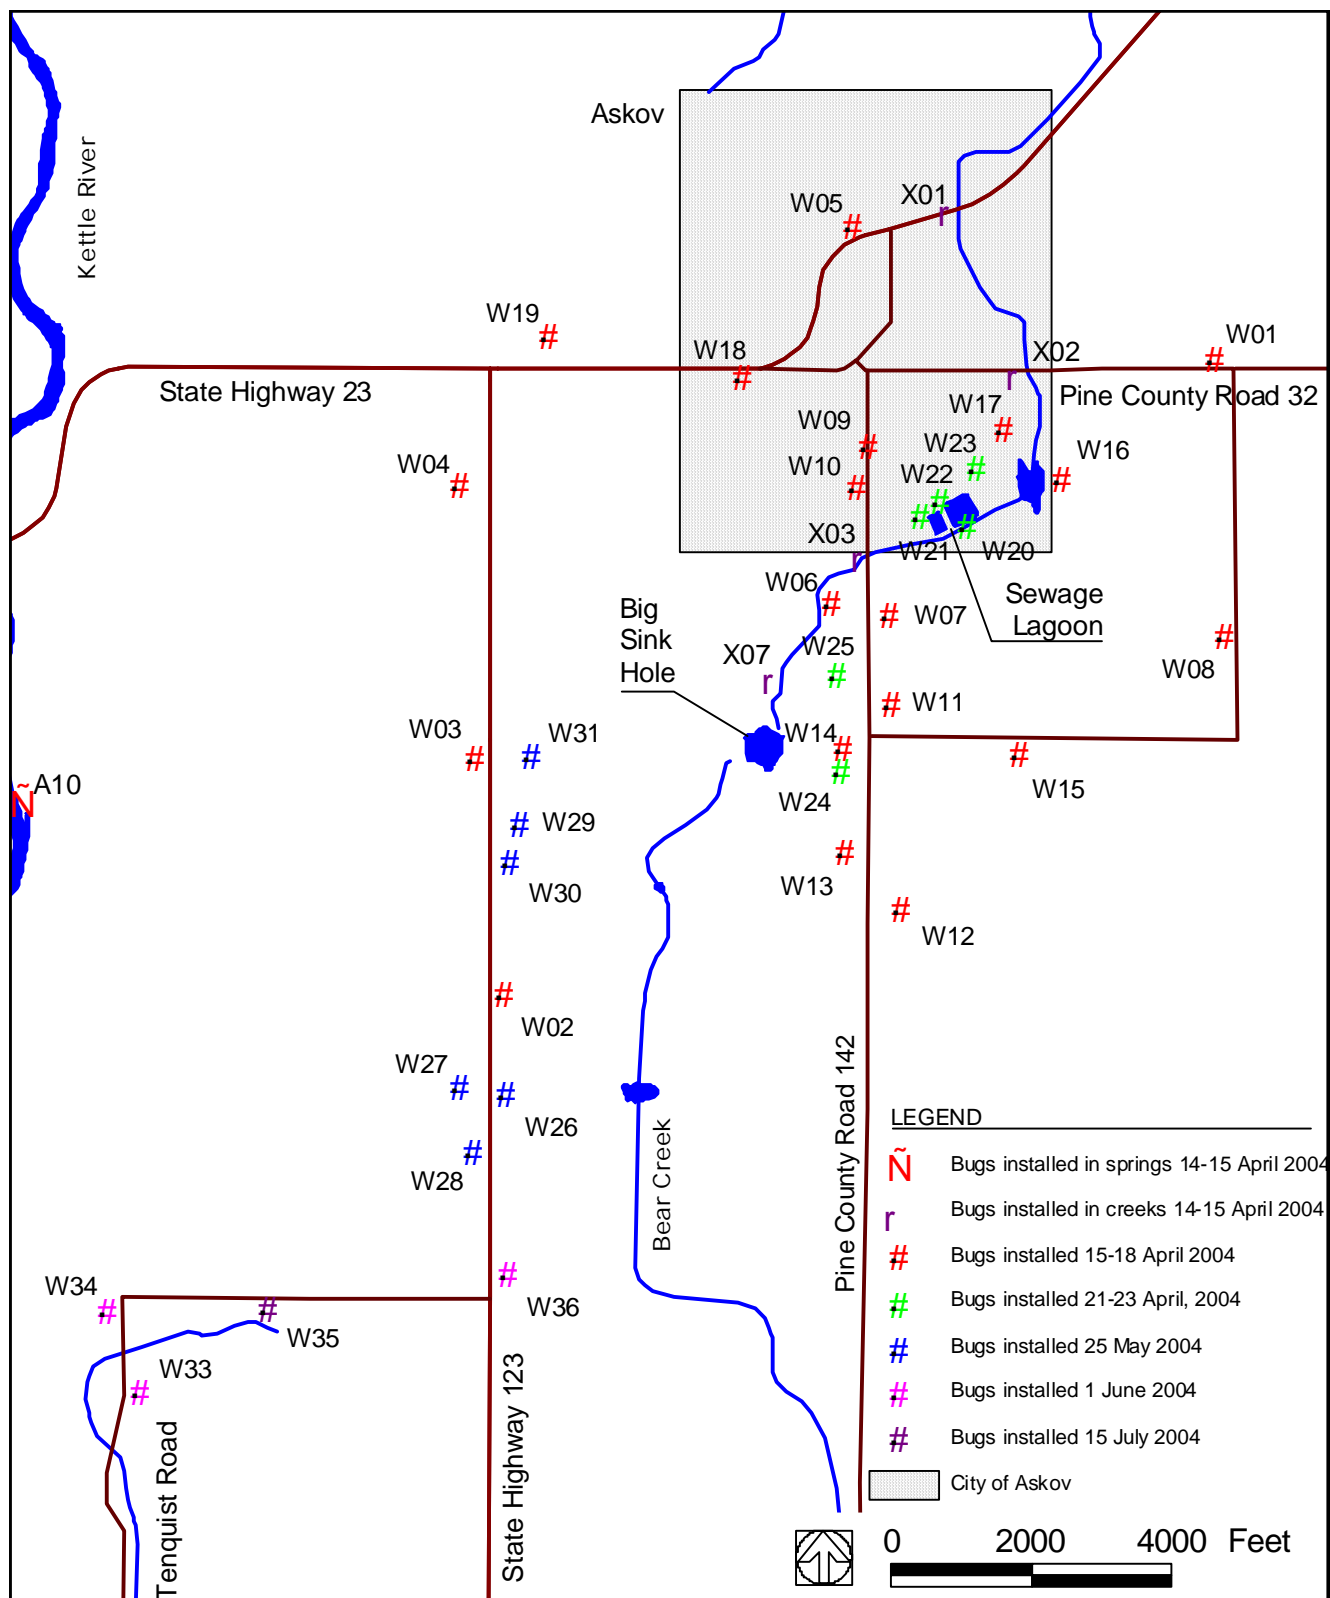 Askov
Kettle River
X01
W05
W19
W18
X02
W01
State Highway 23
Pine County Road 32
W17
W09
W23
W16
W04
W10
W22
X03
W21
W20
W06
Sewage
Lagoon
Big
Sink
Hole
W07
W25
X07
W08
W11
W03
W31
W14
A10
Ñ
W15
W24
W29
W30
W13
W12
W02
W27
W26
W28
Pine County Road 142
Bear Creek
LEGEND
Ñ Bugs installed in springs 14-15 April 2004
r Bugs installed in creeks 14-15 April 2004
# Bugs installed 15-18 April 2004
# Bugs installed 21-23 April, 2004
# Bugs installed 25 May 2004
# Bugs installed 1 June 2004
# Bugs installed 15 July 2004
City of Askov
W34
W36
W35
W33
State Highway 123
Tenquist Road
0 2000 4000 Feet